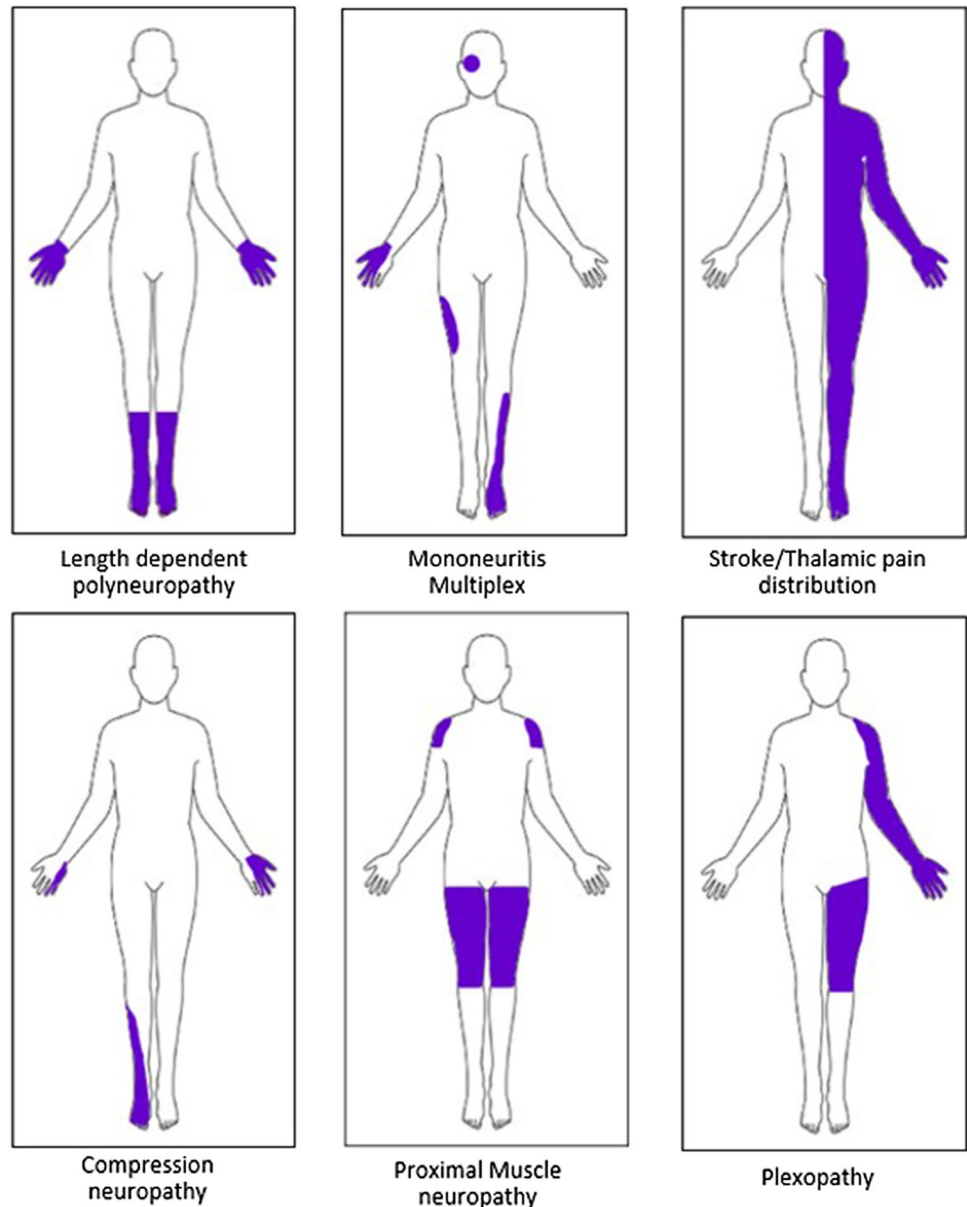 Length dependent
polyneuropathy
Mononeuritis
Multiplex
Stroke/Thalamic pain
distribution
Compression
neuropathy
Proximal Muscle
neuropathy
Plexopathy